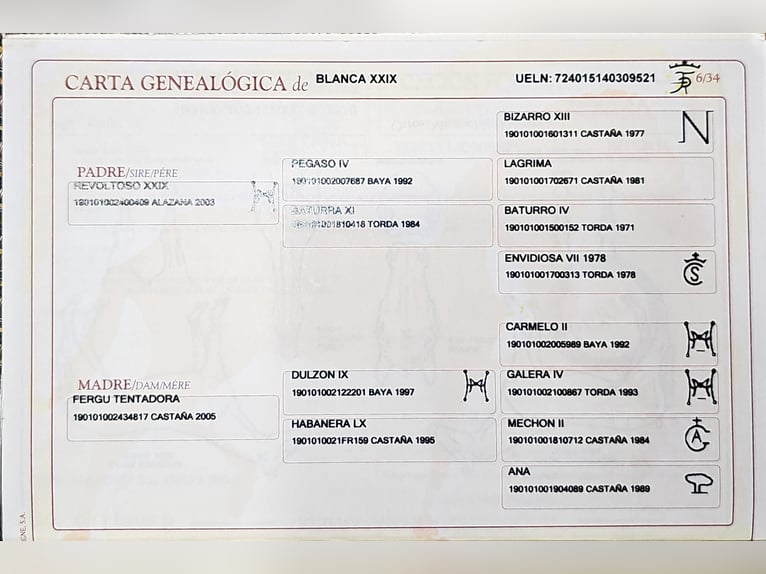 CARTA GENEALÓGICA de BLANCA XXIX UELN: 724015140309521 6/34
BIZARRO XIII
190101001601311 CASTAÑA 1977
PADRE/SIRE/PÈRE
REVOLTOSO XXIX
190101002400409 ALAZANA 2003
PEGASO IV
190101002007687 BAYA 1992
LAGRIMA
190101001702671 CASTAÑA 1981
BATURRA XI
190101001810418 TORDA 1984
BATURRO IV
190101001500152 TORDA 1971
ENVIDIOSA VII 1978
190101001700313 TORDA 1978
CARMELO II
190101002005989 BAYA 1992
MADRE/DAM/MÈRE
FERGU TENTADORA
190101002434817 CASTAÑA 2005
DULZON IX
190101002122201 BAYA 1997
GALERA IV
190101002100867 TORDA 1993
HABANERA LX
1901010021FR159 CASTAÑA 1995
MECHON II
190101001810712 CASTAÑA 1984
ANA
190101001904089 CASTAÑA 1989